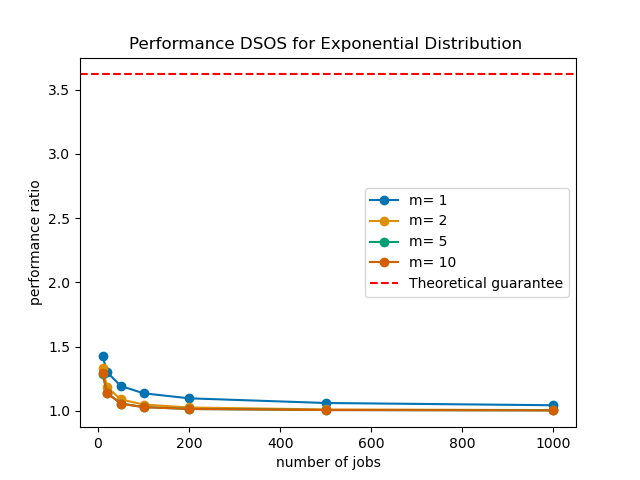 Performance DSOS for Exponential Distribution
performance ratio
3.5
3.0
2.5
2.0
1.5
1.0
m= 1
m= 2
m= 5
m= 10
Theoretical guarantee
0 200 400 600 800 1000
number of jobs